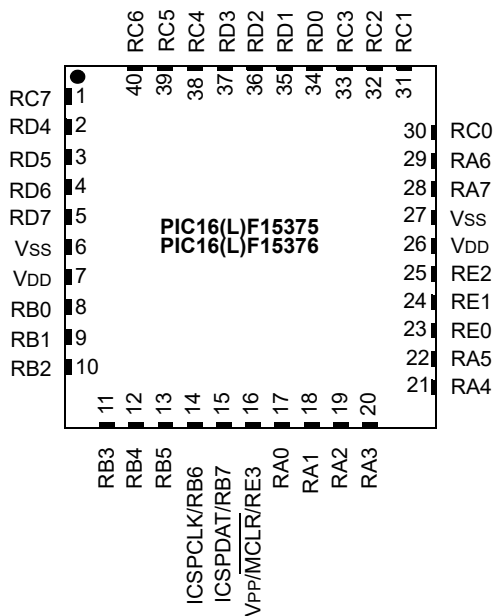 RC6 RC5 RC4 RD3 RD2 RD1 RD0 RC3 RC2 RC1
40 39 38 37 36 35 34 33 32 31
RC7 1
RD4 2
RD5 3
RD6 4
RD7 5
VSS 6
VDD 7
RB0 8
RB1 9
RB2 10
PIC16(L)F15375
PIC16(L)F15376
30 RC0
29 RA6
28 RA7
27 VSS
26 VDD
25 RE2
24 RE1
23 RE0
22 RA5
21 RA4
11 12 13 14 15 16 17 18 19 20
RB3
RB4
RB5
ICSPCLK/RB6
ICSPDAT/RB7
VPP/MCLR/RE3
RA0
RA1
RA2
RA3